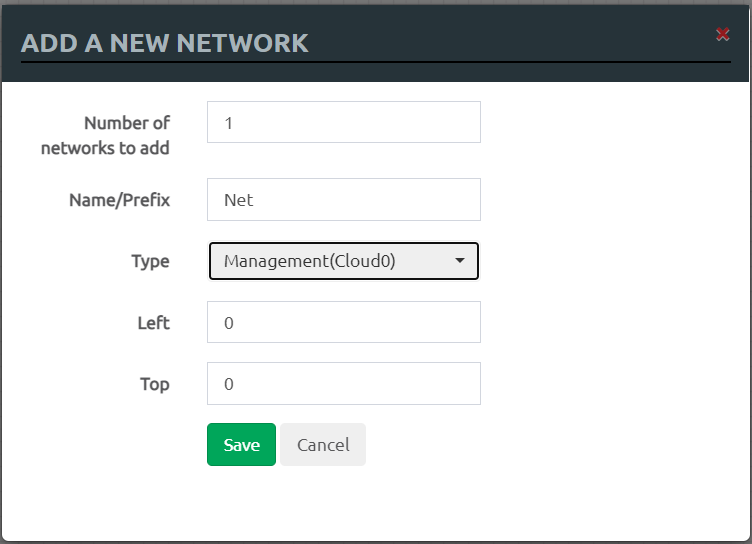 ADD A NEW NETWORK
Number of
networks to add
1
Name/Prefix
Net
Type
Management(Cloud0)
Left
0
Top
0
Save
Cancel